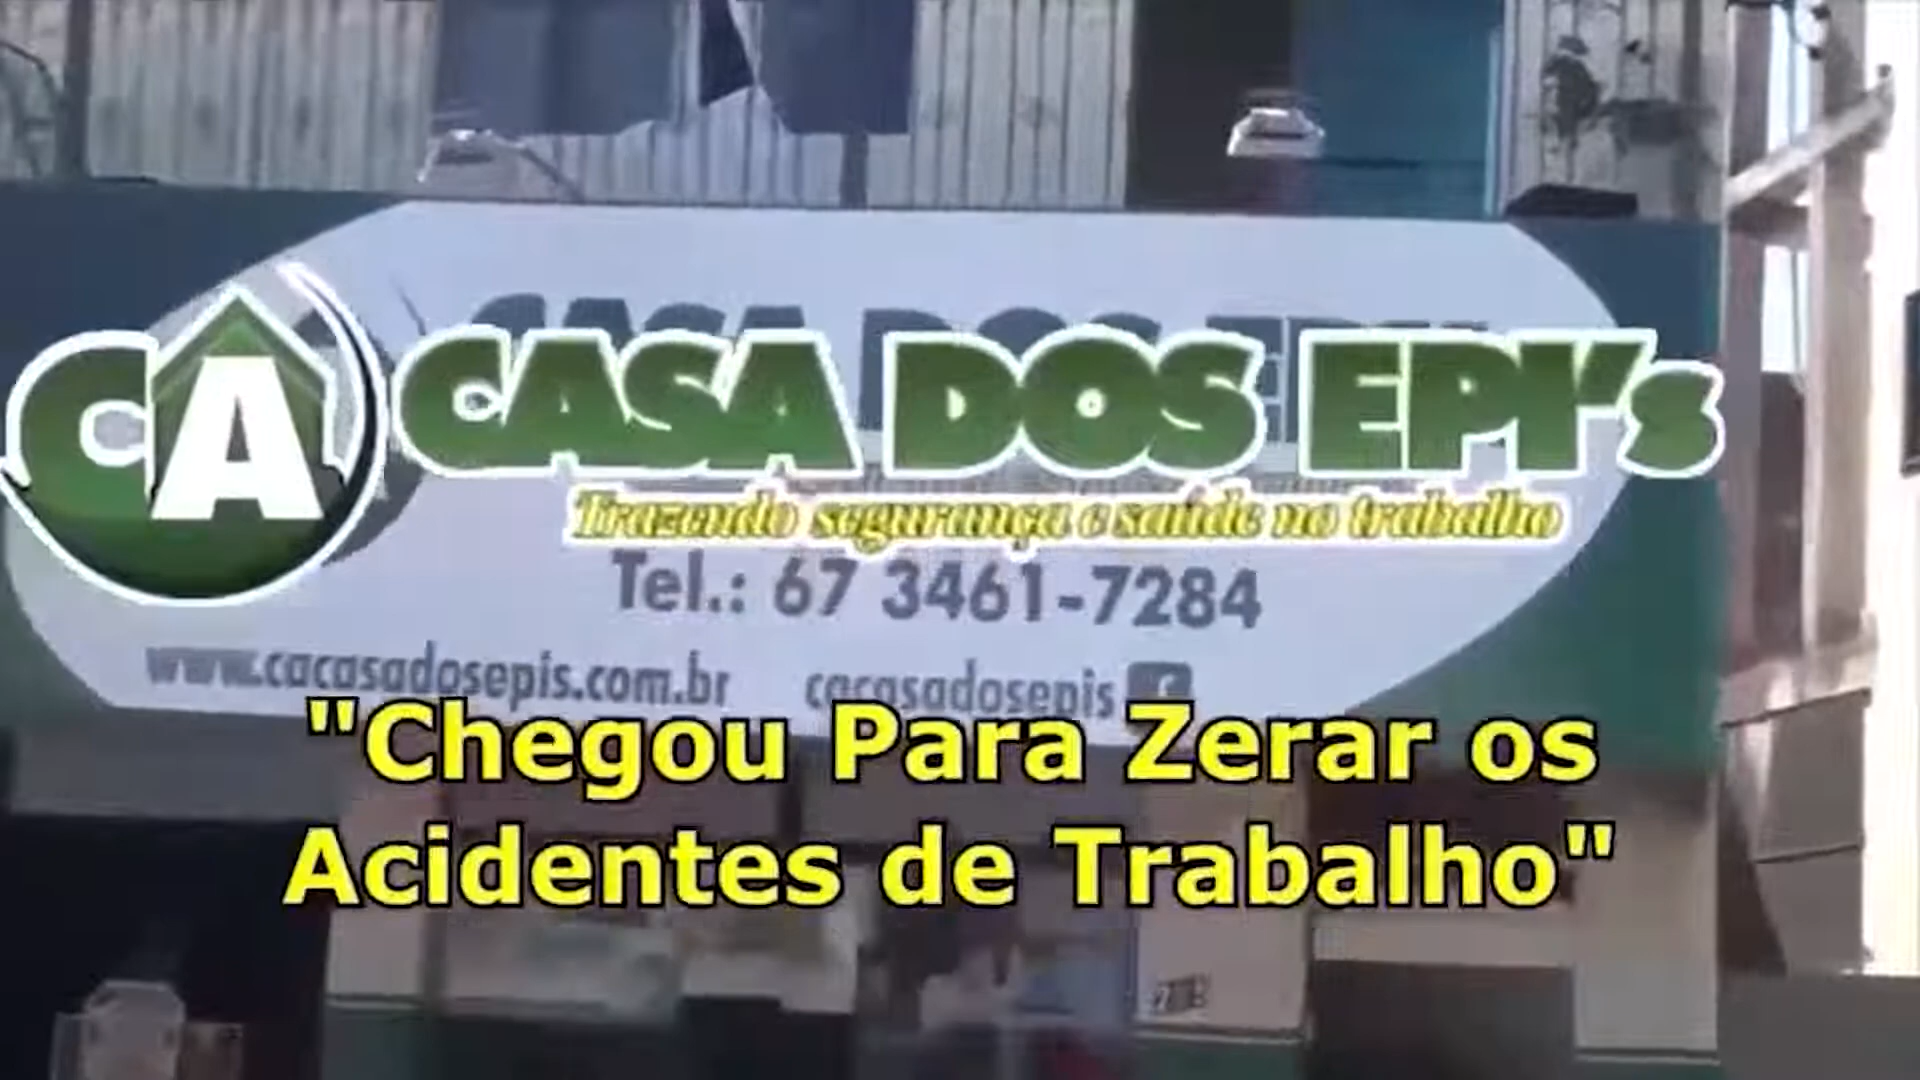 CA CASA DOS EPI's
Trazendo segurança e saúde no trabalho
Tel.: 67 3461-7284
www.cacasadosepis.com.br cacasadosepis f
"Chegou Para Zerar os
Acidentes de Trabalho"